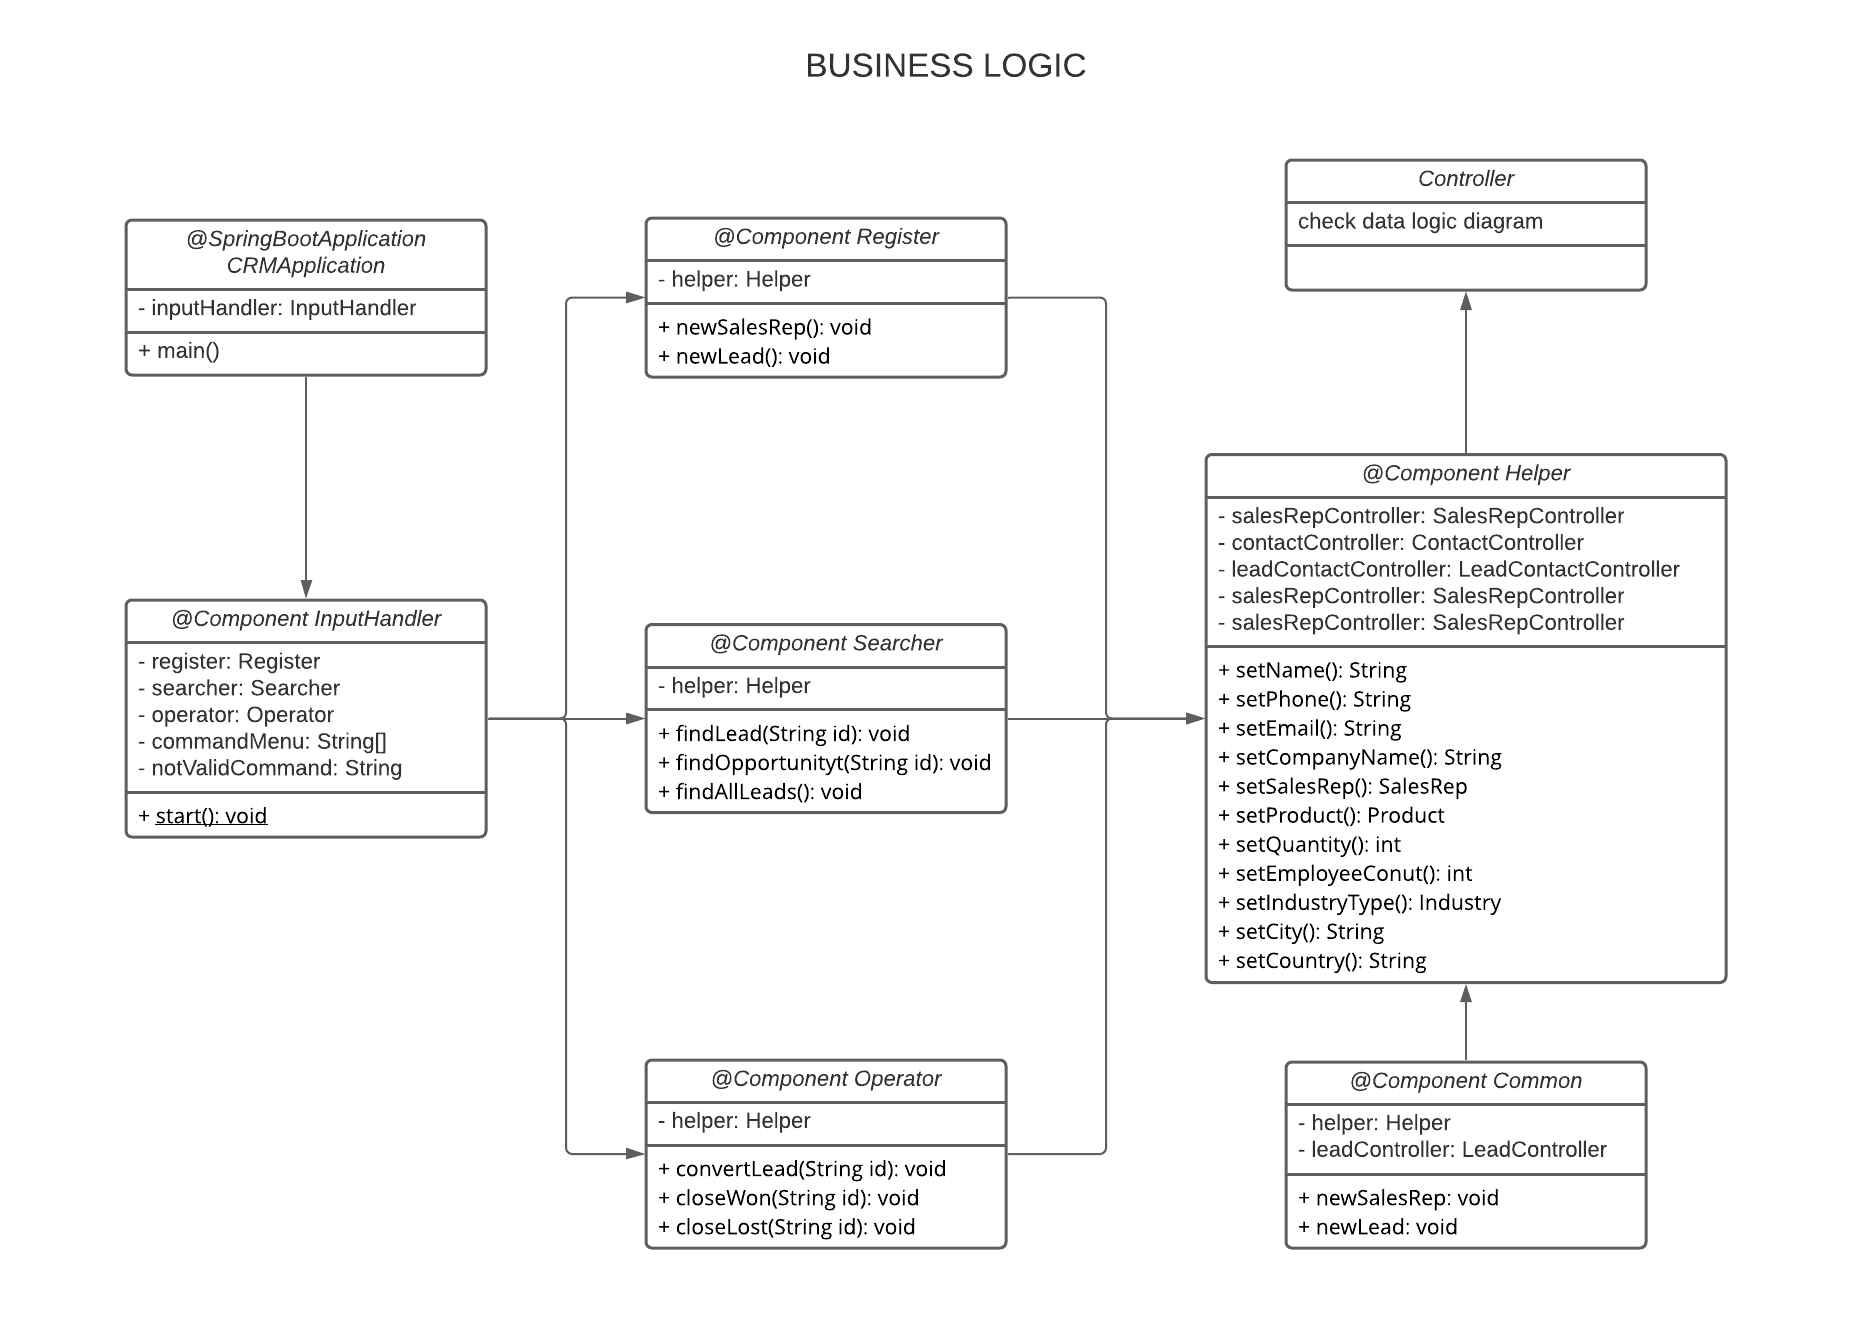 BUSINESS LOGIC
@SpringBootApplication
CRMApplication
- inputHandler: InputHandler
+ main()
@Component InputHandler
- register: Register
- searcher: Searcher
- operator: Operator
- commandMenu: String[]
- notValidCommand: String
+ start(): void
@Component Register
- helper: Helper
+ newSalesRep(): void
+ newLead(): void
@Component Searcher
- helper: Helper
+ findLead(String id): void
+ findOpportunityt(String id): void
+ findAllLeads(): void
@Component Operator
- helper: Helper
+ convertLead(String id): void
+ closeWon(String id): void
+ closeLost(String id): void
Controller
check data logic diagram
@Component Helper
- salesRepController: SalesRepController
- contactController: ContactController
- leadContactController: LeadContactController
- salesRepController: SalesRepController
- salesRepController: SalesRepController
+ setName(): String
+ setPhone(): String
+ setEmail(): String
+ setCompanyName(): String
+ setSalesRep(): SalesRep
+ setProduct(): Product
+ setQuantity(): int
+ setEmployeeConut(): int
+ setIndustryType(): Industry
+ setCity(): String
+ setCountry(): String
@Component Common
- helper: Helper
- leadController: LeadController
+ newSalesRep: void
+ newLead: void